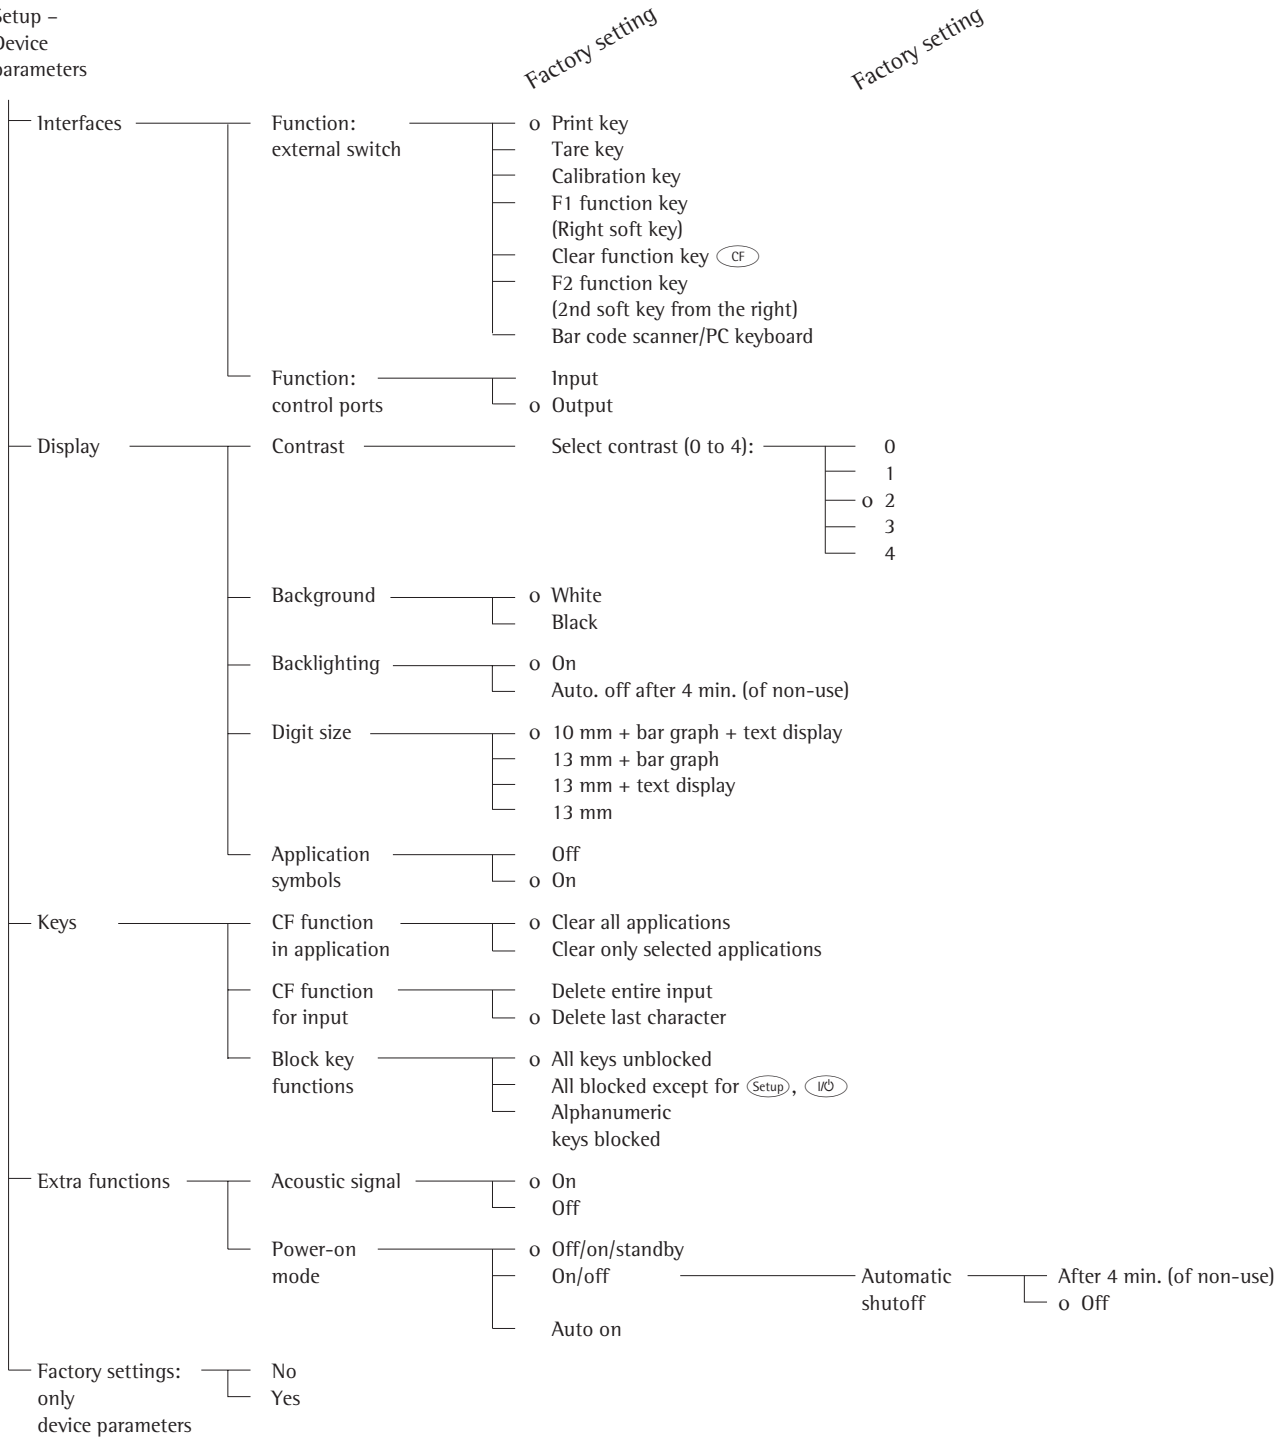 Setup –
Device
parameters
Factory setting
Factory setting
Interfaces
Function:
external switch
o Print key
Tare key
Calibration key
F1 function key
(Right soft key)
Clear function key CF
F2 function key
(2nd soft key from the right)
Bar code scanner/PC keyboard
Function:
control ports
Input
o Output
Display
Contrast
Select contrast (0 to 4):
0
1
o 2
3
4
Background
o White
Black
Backlighting
o On
Auto. off after 4 min. (of non-use)
Digit size
o 10 mm + bar graph + text display
13 mm + bar graph
13 mm + text display
13 mm
Application
symbols
Off
o On
Keys
CF function
in application
o Clear all applications
Clear only selected applications
CF function
for input
Delete entire input
o Delete last character
Block key
functions
o All keys unblocked
All blocked except for Setup, I/⏻
Alphanumeric
keys blocked
Extra functions
Acoustic signal
o On
Off
Power-on
mode
o Off/on/standby
On/off
Automatic
shutoff
After 4 min. (of non-use)
o Off
Auto on
Factory settings:
only
device parameters
No
Yes